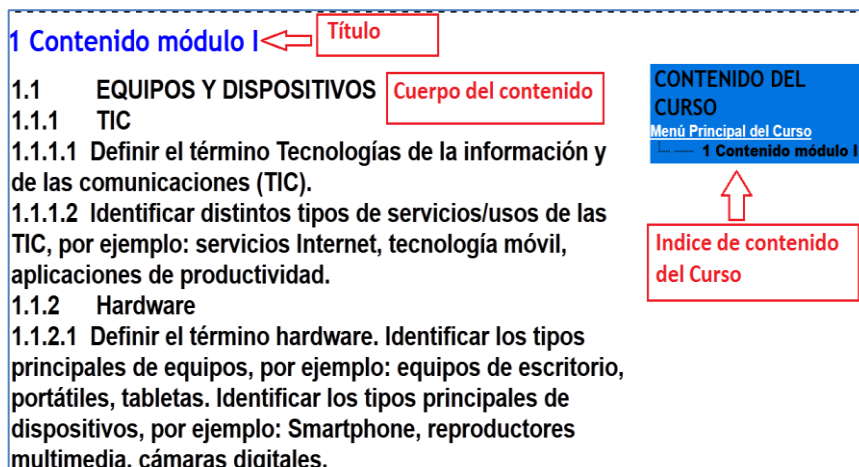 1 Contenido módulo I
Título
1.1 EQUIPOS Y DISPOSITIVOS
Cuerpo del contenido
1.1.1 TIC
1.1.1.1 Definir el término Tecnologías de la información y
de las comunicaciones (TIC).
1.1.1.2 Identificar distintos tipos de servicios/usos de las
TIC, por ejemplo: servicios Internet, tecnología móvil,
aplicaciones de productividad.
1.1.2 Hardware
1.1.2.1 Definir el término hardware. Identificar los tipos
principales de equipos, por ejemplo: equipos de escritorio,
portátiles, tabletas. Identificar los tipos principales de
dispositivos, por ejemplo: Smartphone, reproductores
multimedia, cámaras digitales.
CONTENIDO DEL
CURSO
Menú Principal del Curso
1 Contenido módulo I
Indice de contenido
del Curso